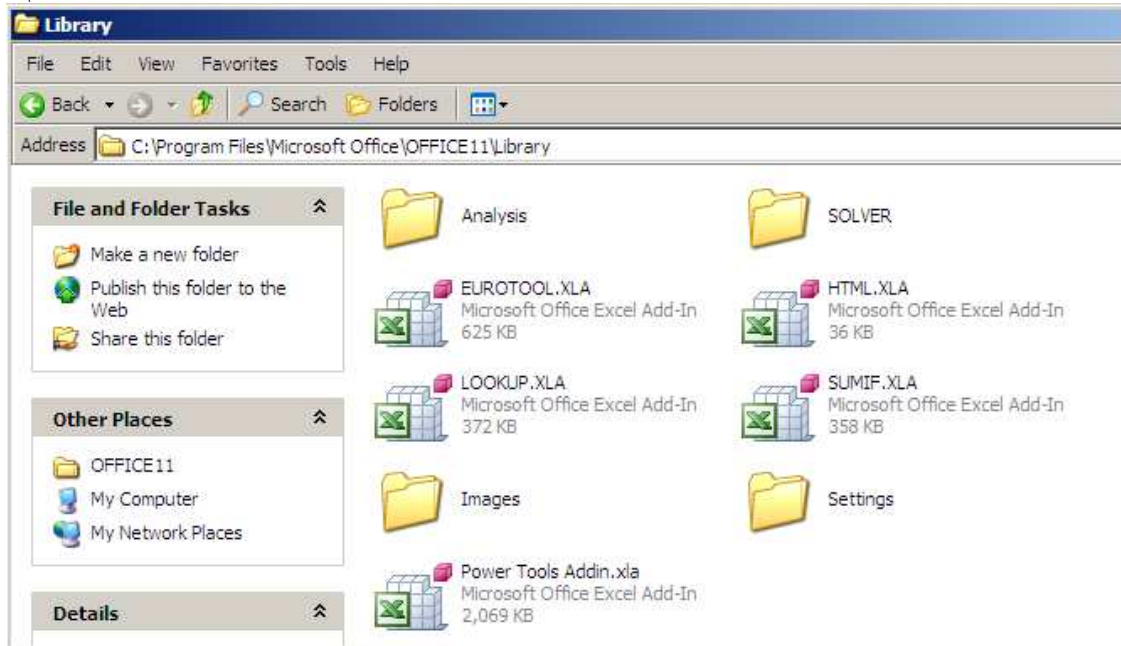 Library
File Edit View Favorites Tools Help
Back Search Folders
Address C:\Program Files\Microsoft Office\OFFICE11\Library
File and Folder Tasks
Make a new folder
Publish this folder to the
Web
Share this folder
Other Places
OFFICE11
My Computer
My Network Places
Details
Analysis
SOLVER
EUROTOOL.XLA
Microsoft Office Excel Add-In
625 KB
HTML.XLA
Microsoft Office Excel Add-In
36 KB
LOOKUP.XLA
Microsoft Office Excel Add-In
372 KB
SUMIF.XLA
Microsoft Office Excel Add-In
358 KB
Images
Settings
Power Tools Addin.xla
Microsoft Office Excel Add-In
2,069 KB